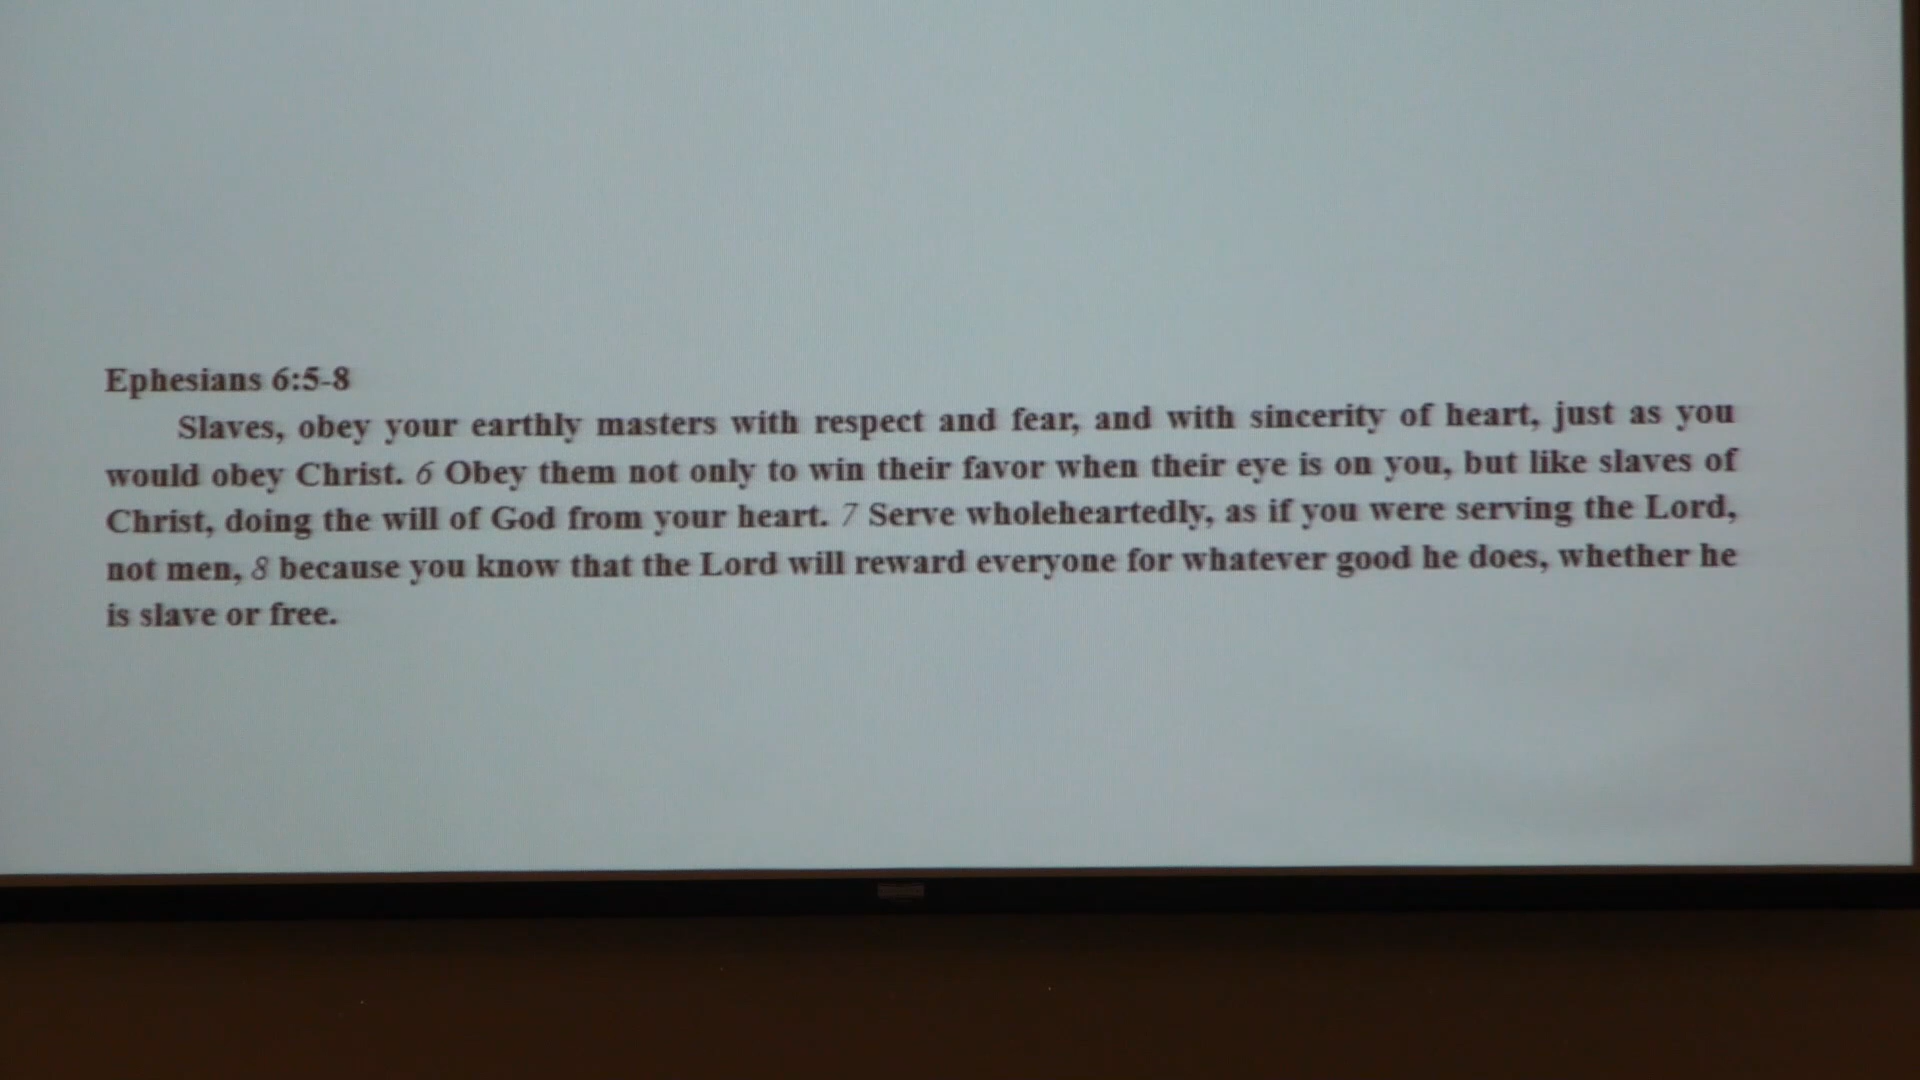 Ephesians 6:5-8
Slaves, obey your earthly masters with respect and fear, and with sincerity of heart, just as you
would obey Christ. 6 Obey them not only to win their favor when their eye is on you, but like slaves of
Christ, doing the will of God from your heart. 7 Serve wholeheartedly, as if you were serving the Lord,
not men, 8 because you know that the Lord will reward everyone for whatever good he does, whether he
is slave or free.